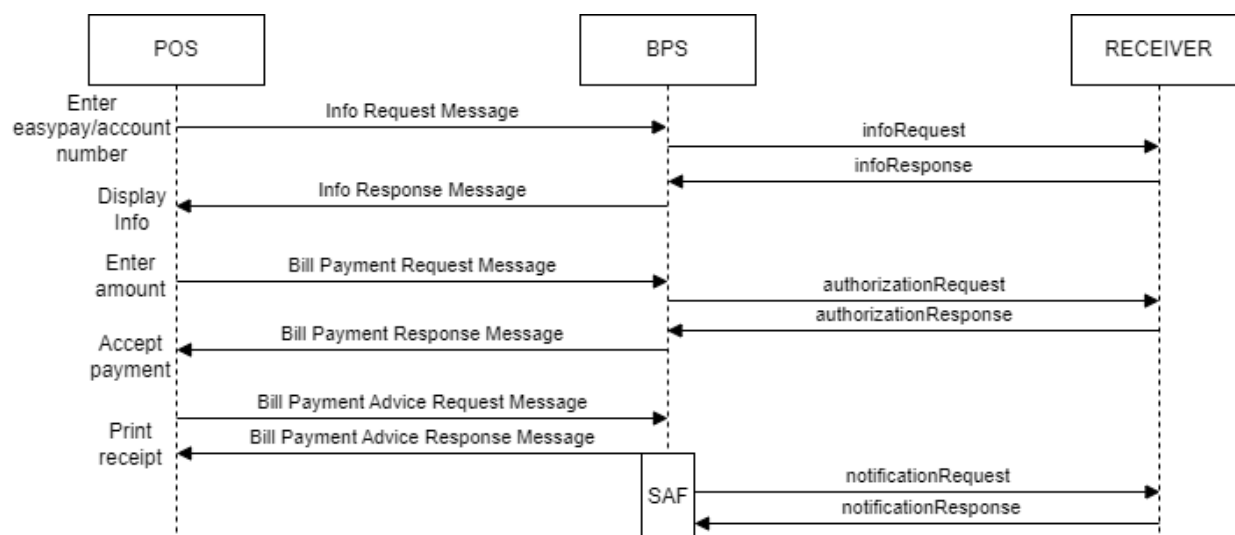 POS
BPS
RECEIVER
Enter
easypay/account
number
Info Request Message
infoRequest
infoResponse
Info Response Message
Display
Info
Enter
amount
Bill Payment Request Message
authorizationRequest
authorizationResponse
Bill Payment Response Message
Accept
payment
Bill Payment Advice Request Message
Print
receipt
Bill Payment Advice Response Message
SAF
notificationRequest
notificationResponse